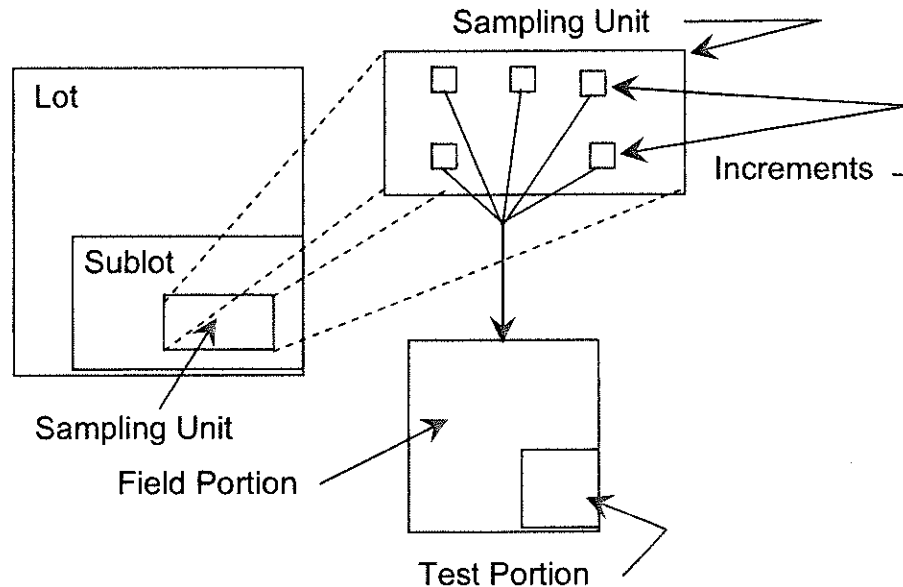 Sampling Unit
Lot
Increments
Sublot
Sampling Unit
Field Portion
Test Portion